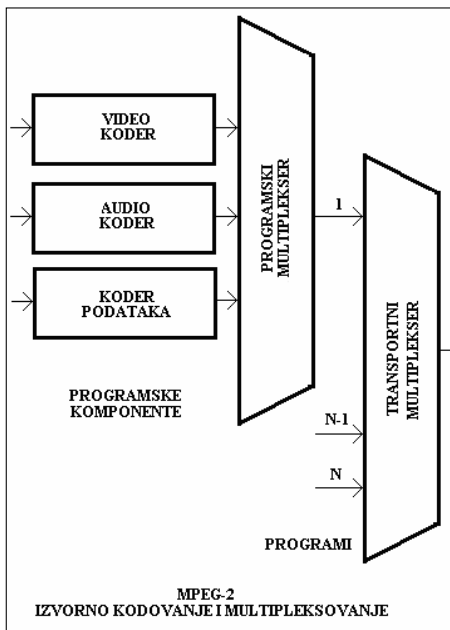 VIDEO
KODER
AUDIO
KODER
KODER
PODATAKA
PROGRAMSKE
KOMPONENTE
PROGRAMSKI
MULTIPLEKSER
1
TRANSPORTNI
MULTIPLEKSER
N-1
N
PROGRAMI
MPEG-2
IZVORNO KODOVANJE I MULTIPLEKSOVANJE